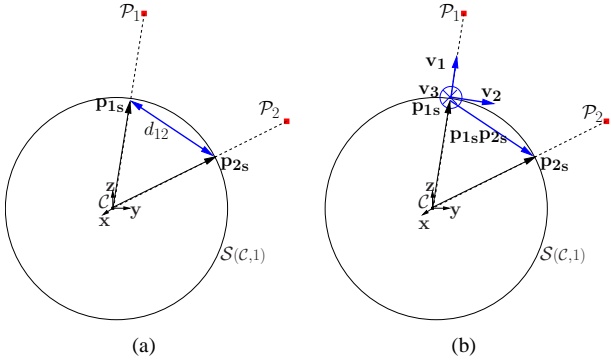 𝒫₁
p₁ₛ
d₁₂
𝒫₂
p₂ₛ
z
𝒞
y
x
𝒮(𝒞,1)
(a)
𝒫₁
v₁
v₃
v₂
p₁ₛ
p₁ₛp₂ₛ
𝒫₂
p₂ₛ
z
𝒞
y
x
𝒮(𝒞,1)
(b)